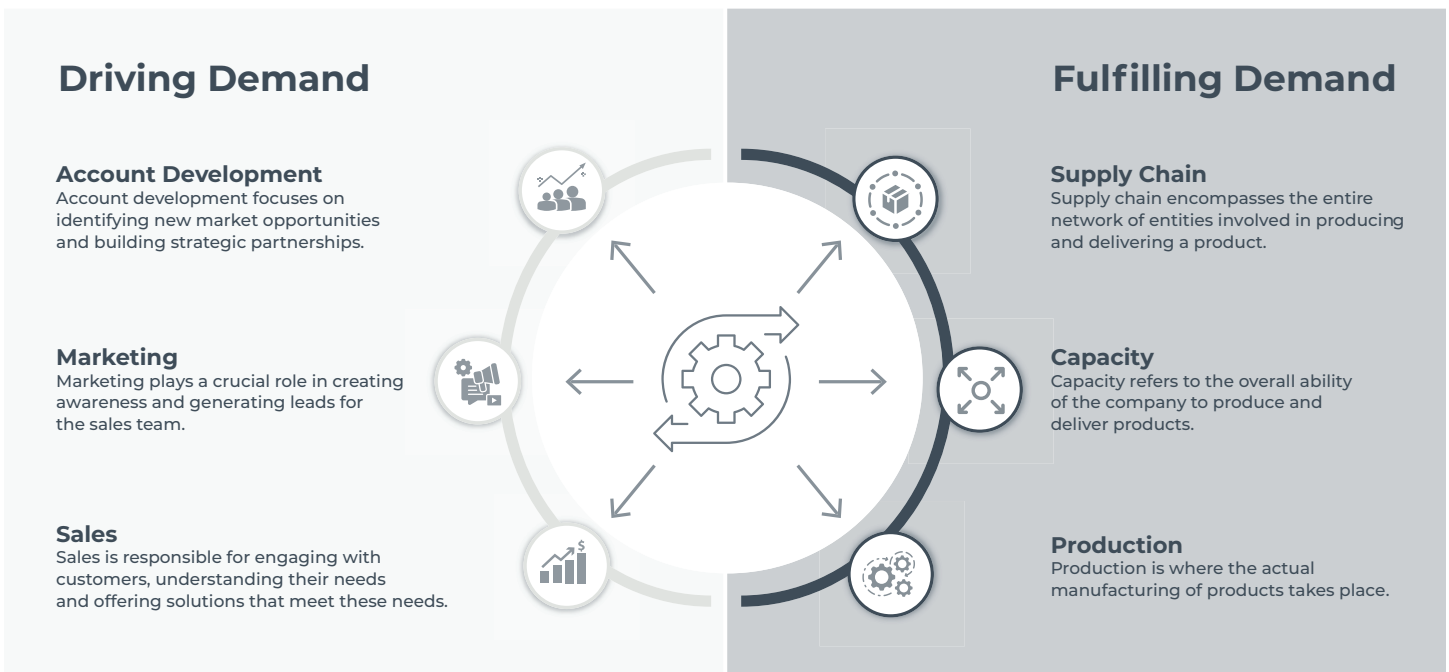 Driving Demand
Account Development
Account development focuses on
identifying new market opportunities
and building strategic partnerships.
Marketing
Marketing plays a crucial role in creating
awareness and generating leads for
the sales team.
Sales
Sales is responsible for engaging with
customers, understanding their needs
and offering solutions that meet these needs.
$
Fulfilling Demand
Supply Chain
Supply chain encompasses the entire
network of entities involved in producing
and delivering a product.
Capacity
Capacity refers to the overall ability
of the company to produce and
deliver products.
Production
Production is where the actual
manufacturing of products takes place.